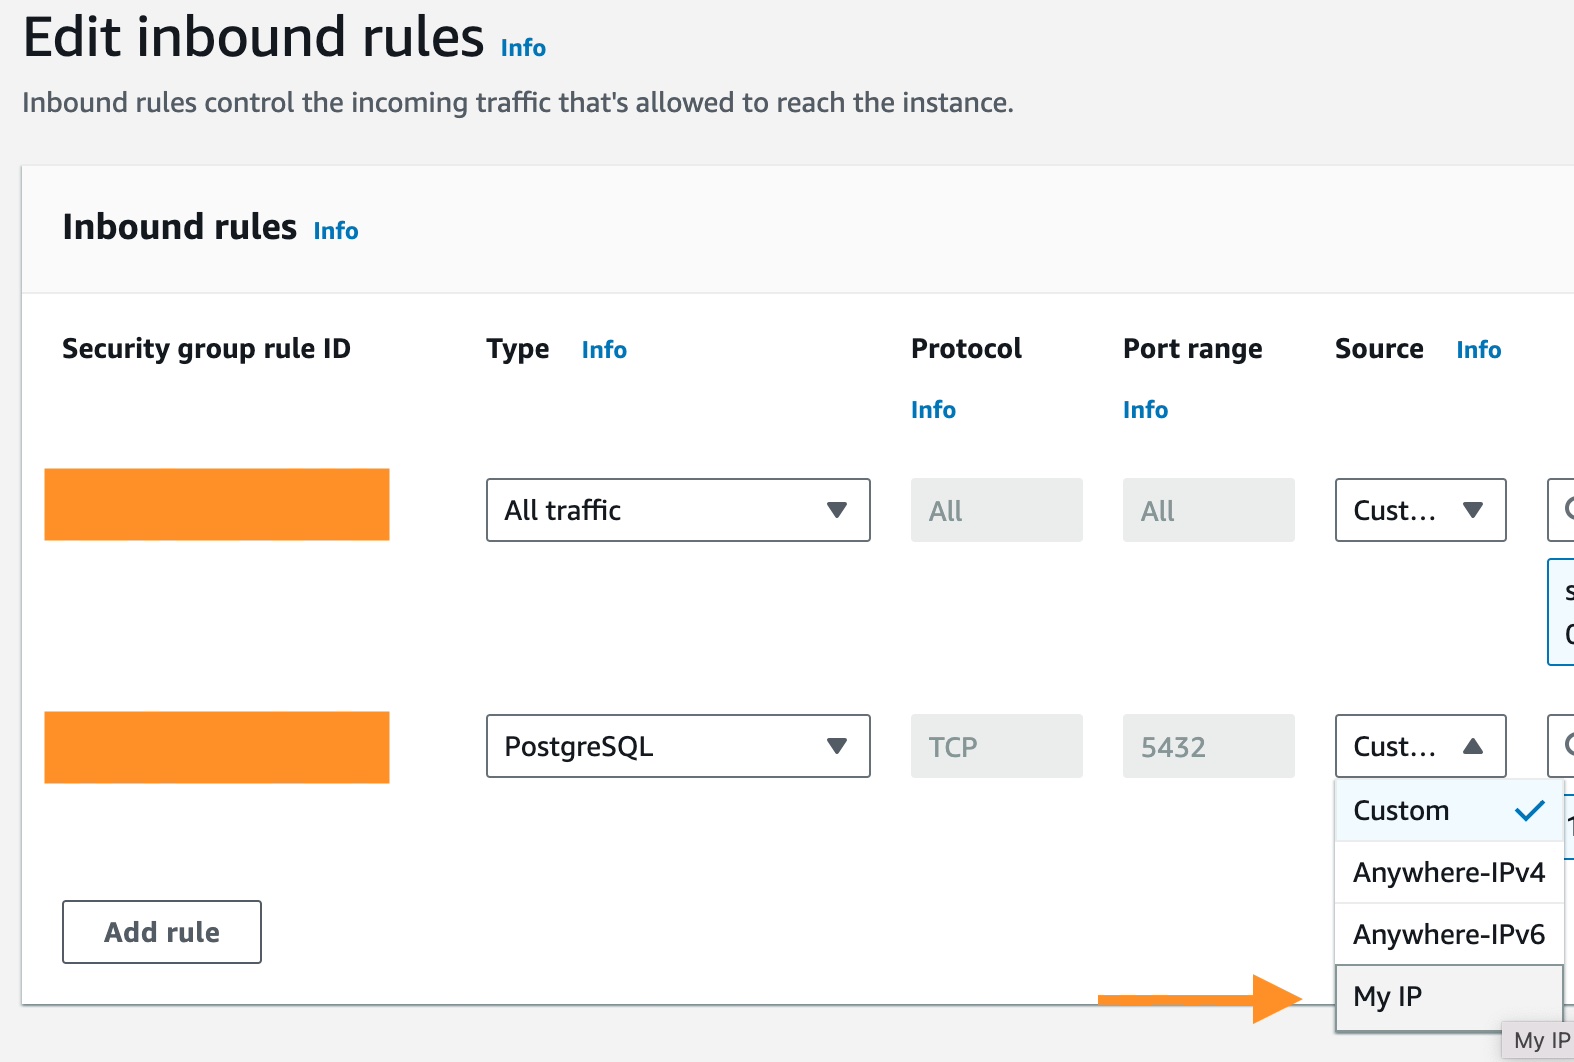 Edit inbound rules Info
Inbound rules control the incoming traffic that's allowed to reach the instance.
Inbound rules Info
Security group rule ID Type Info Protocol Info Port range Info Source Info
All traffic All All Cust...
PostgreSQL TCP 5432 Cust...
Custom
Anywhere-IPv4
Anywhere-IPv6
My IP
My IP
Add rule